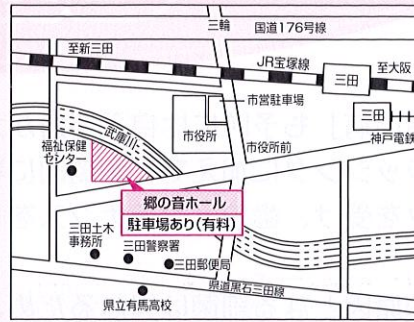 三輪
国道176号線
至新三田
JR宝塚線
三田
至大阪
市営駐車場
三田
市役所
神戸電鉄
武庫川
市役所前
福祉保健
センター
郷の音ホール
駐車場あり(有料)
三田土木
事務所
三田警察署
三田郵便局
県道黒石三田線
県立有馬高校